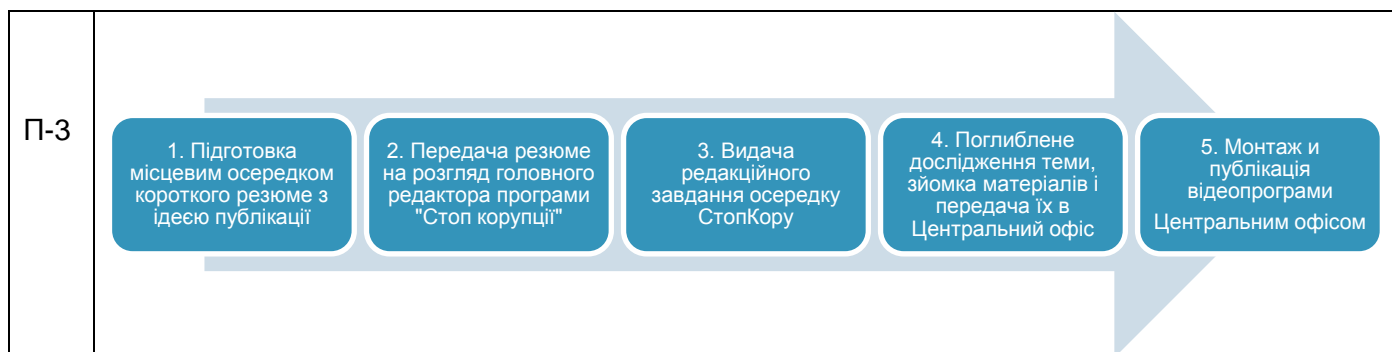 П-3
1. Підготовка
місцевим осередком
короткого резюме з
ідеєю публікації
2. Передача резюме
на розгляд головного
редактора програми
"Стоп корупції"
3. Видача
редакційного
завдання осередку
СтопКору
4. Поглиблене
дослідження теми,
зйомка матеріалів і
передача їх в
Центральний офіс
5. Монтаж и
публікація
відеопрограми
Центральним офісом